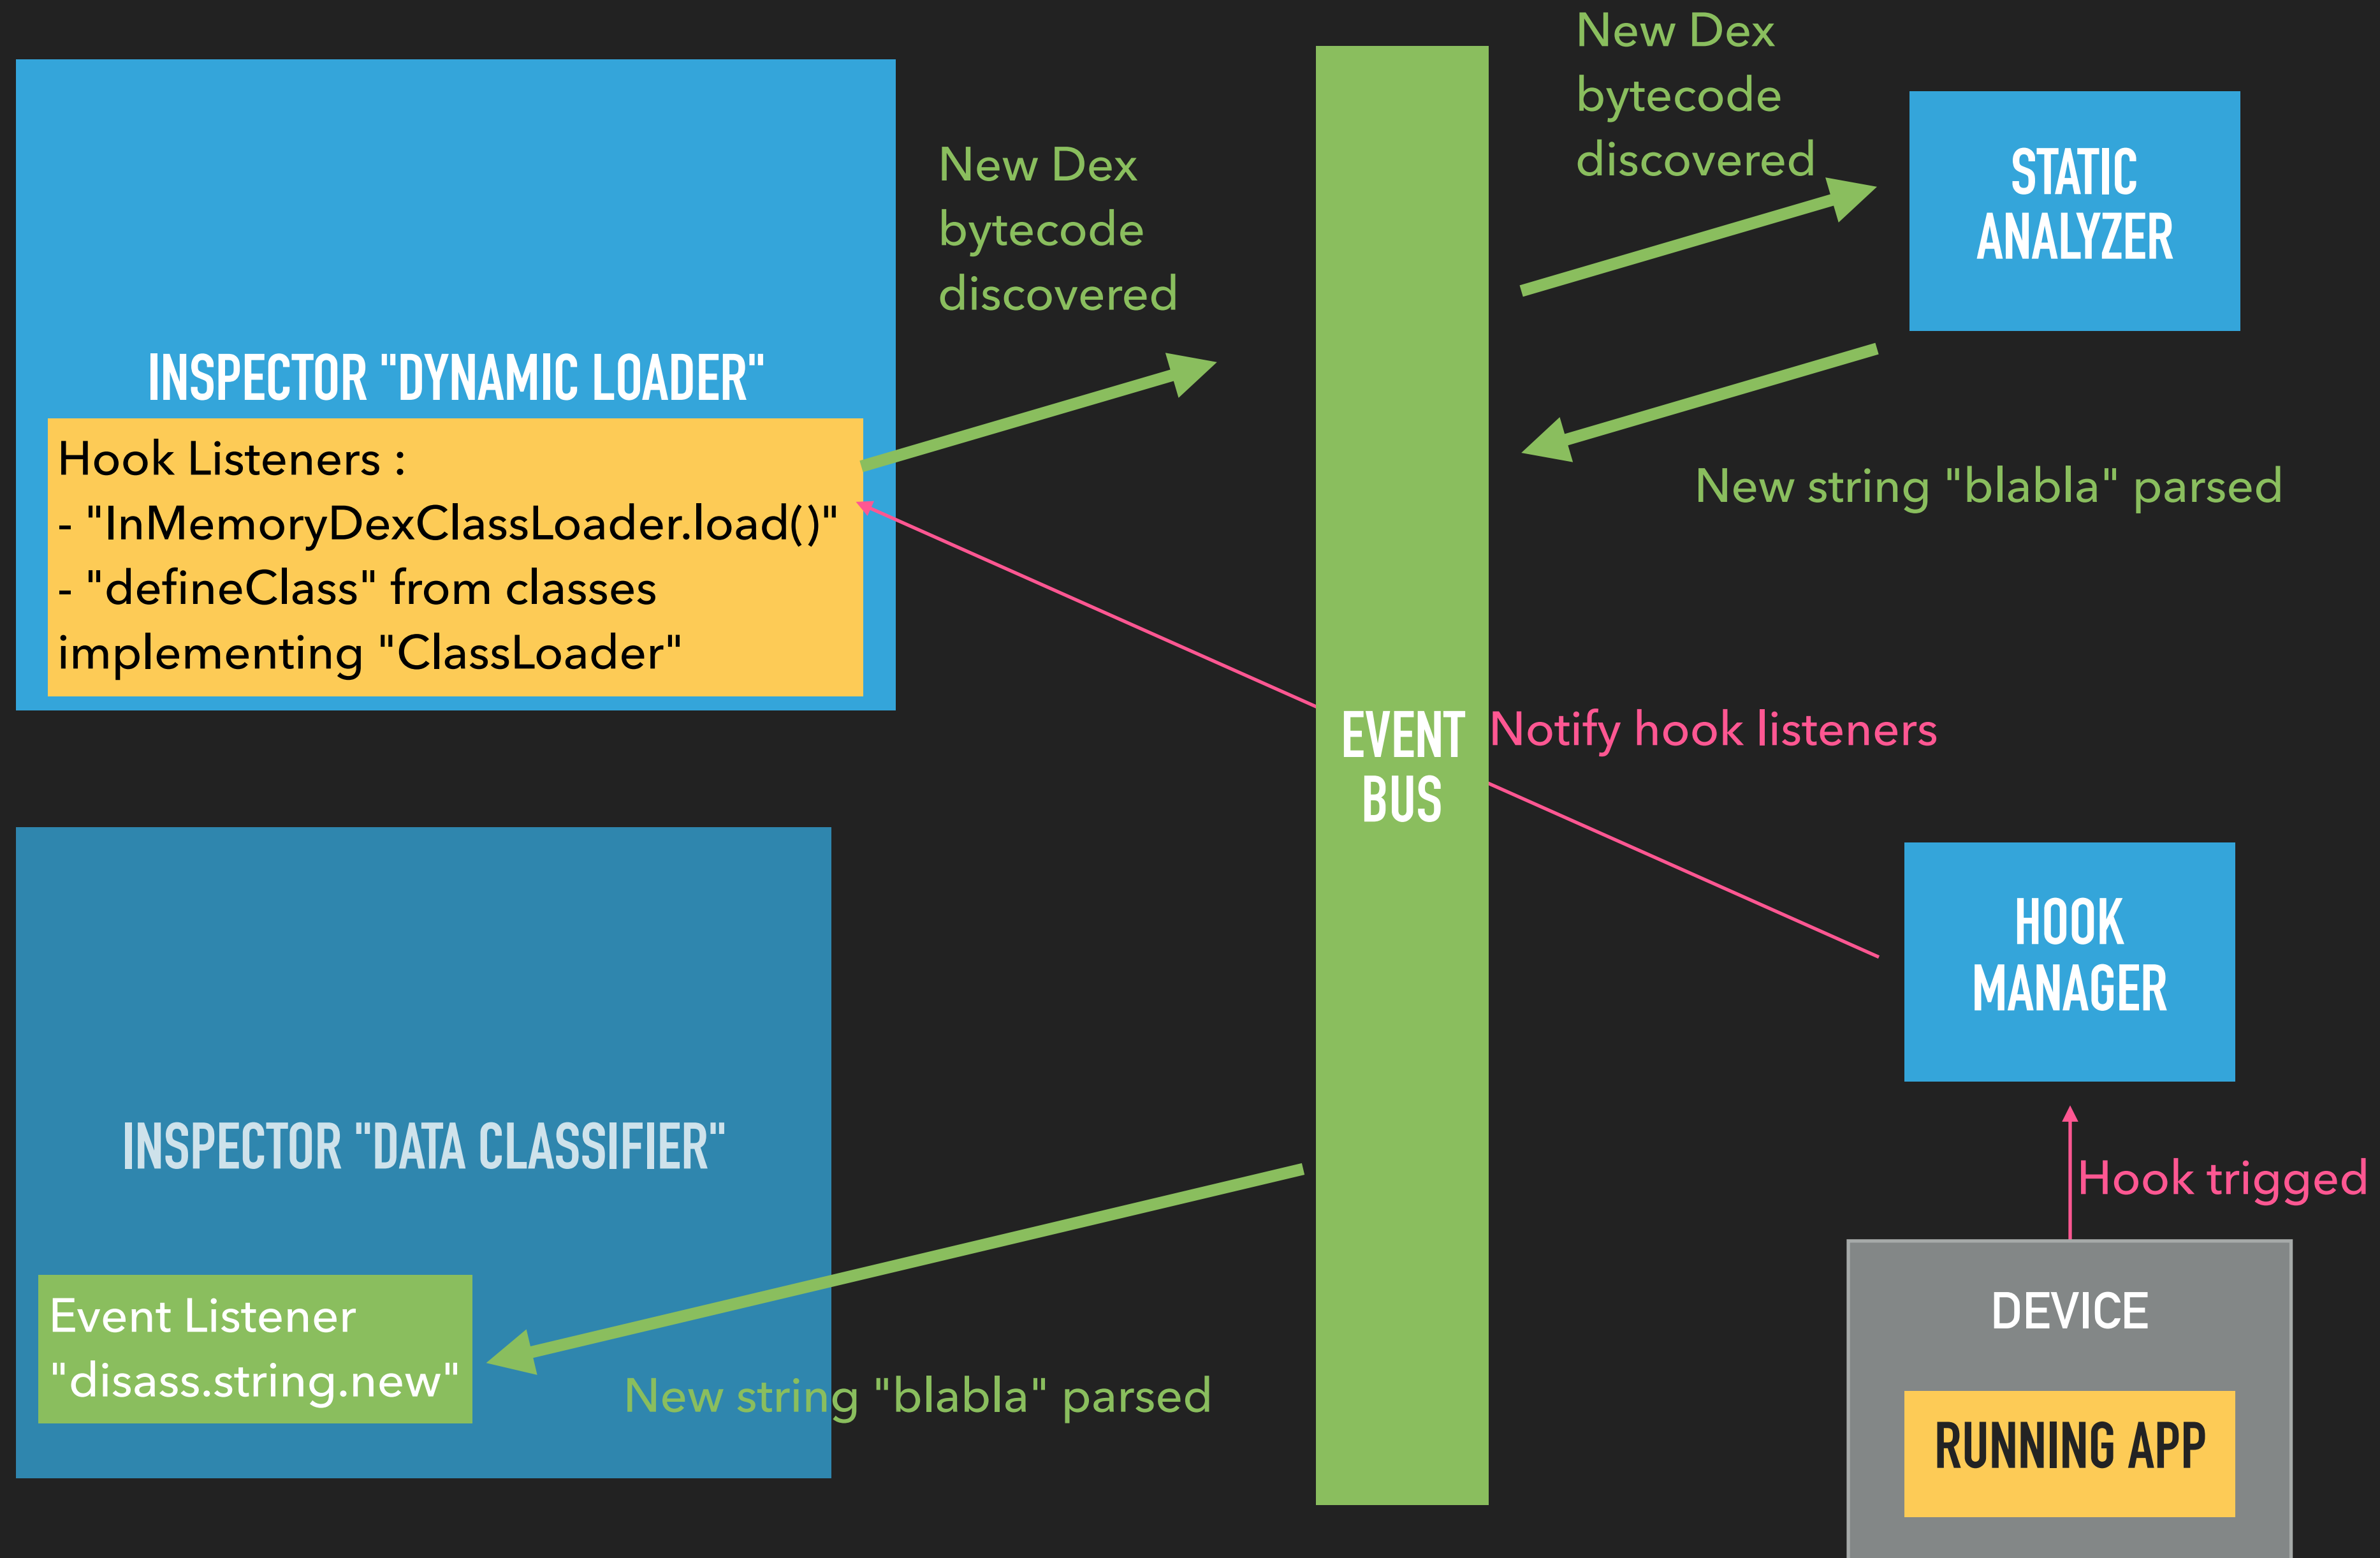 New Dex
bytecode
discovered
STATIC
ANALYZER
New Dex
bytecode
discovered
INSPECTOR "DYNAMIC LOADER"
Hook Listeners :
- "InMemoryDexClassLoader.load()"
- "defineClass" from classes
implementing "ClassLoader"
New string "blabla" parsed
EVENT
BUS
Notify hook listeners
HOOK
MANAGER
INSPECTOR "DATA CLASSIFIER"
Hook trigged
Event Listener
"disass.string.new"
New string "blabla" parsed
DEVICE
RUNNING APP